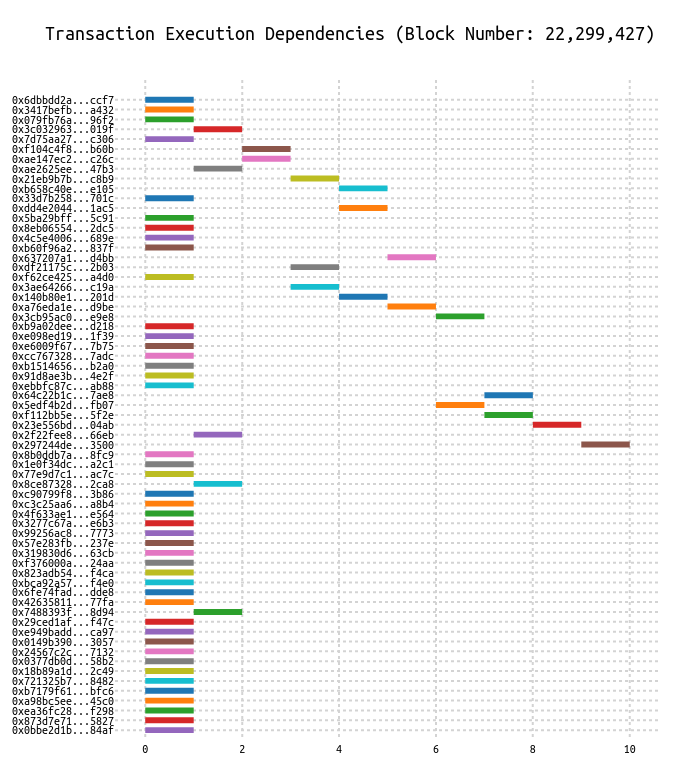 Transaction Execution Dependencies (Block Number: 22,299,427)
0x6dbbdd2a...ccf7
0x3417befb...a432
0x079fb76a...96f2
0x3c032963...019f
0x7d75aa27...c306
0xf104c4f8...b60b
0xae147ec2...c26c
0xae2625ee...47b3
0x21eb9b7b...c8b9
0xb658c40e...e105
0x33d7b258...701c
0xdd4e2044...1ac5
0x5ba29bff...5c91
0x8eb06554...2dc5
0x4c5e4006...689e
0xb60f96a2...837f
0x637207a1...d4bb
0xdf21175c...2b03
0xf62ce425...a4d0
0x3ae64266...c19a
0x140b80e1...201d
0xa76eda1e...d9be
0x3cb95ac0...e9e8
0xb9a02dee...d218
0xe098ed19...1f39
0xe6009f67...7b75
0xcc767328...7adc
0xb1514656...b2a0
0x91d8ae3b...4e2f
0xebbfc87c...ab88
0x64c22b1c...7ae8
0x5edf4b2d...fb07
0xf112bb5e...5f2e
0x23e556bd...04ab
0x2f22fee8...66eb
0x297244de...3500
0x8b0ddb7a...8fc9
0x1e0f34dc...a2c1
0x77e9d7c1...ac7c
0x8ce87328...2ca8
0xc90799f8...3b86
0xc3c25aa6...a8b4
0x4f633ae1...e564
0x3277c67a...e6b3
0x99256ac8...7773
0x57e283fb...237e
0x319830d6...63cb
0xf376000a...24aa
0x823adb54...f4ca
0xbca92a57...f4e0
0x6fe74fad...dde8
0x42635811...77fa
0x7488393f...8d94
0x29ced1af...f47c
0xe949badd...ca97
0x0149b390...3057
0x24567c2c...7132
0x0377db0d...58b2
0x18b89a1d...2c49
0x721325b7...8482
0xb7179f61...bfc6
0xa98bc5ee...45c0
0xea36fc28...f298
0x873d7e71...5827
0x0bbe2d1b...84af
0 2 4 6 8 10